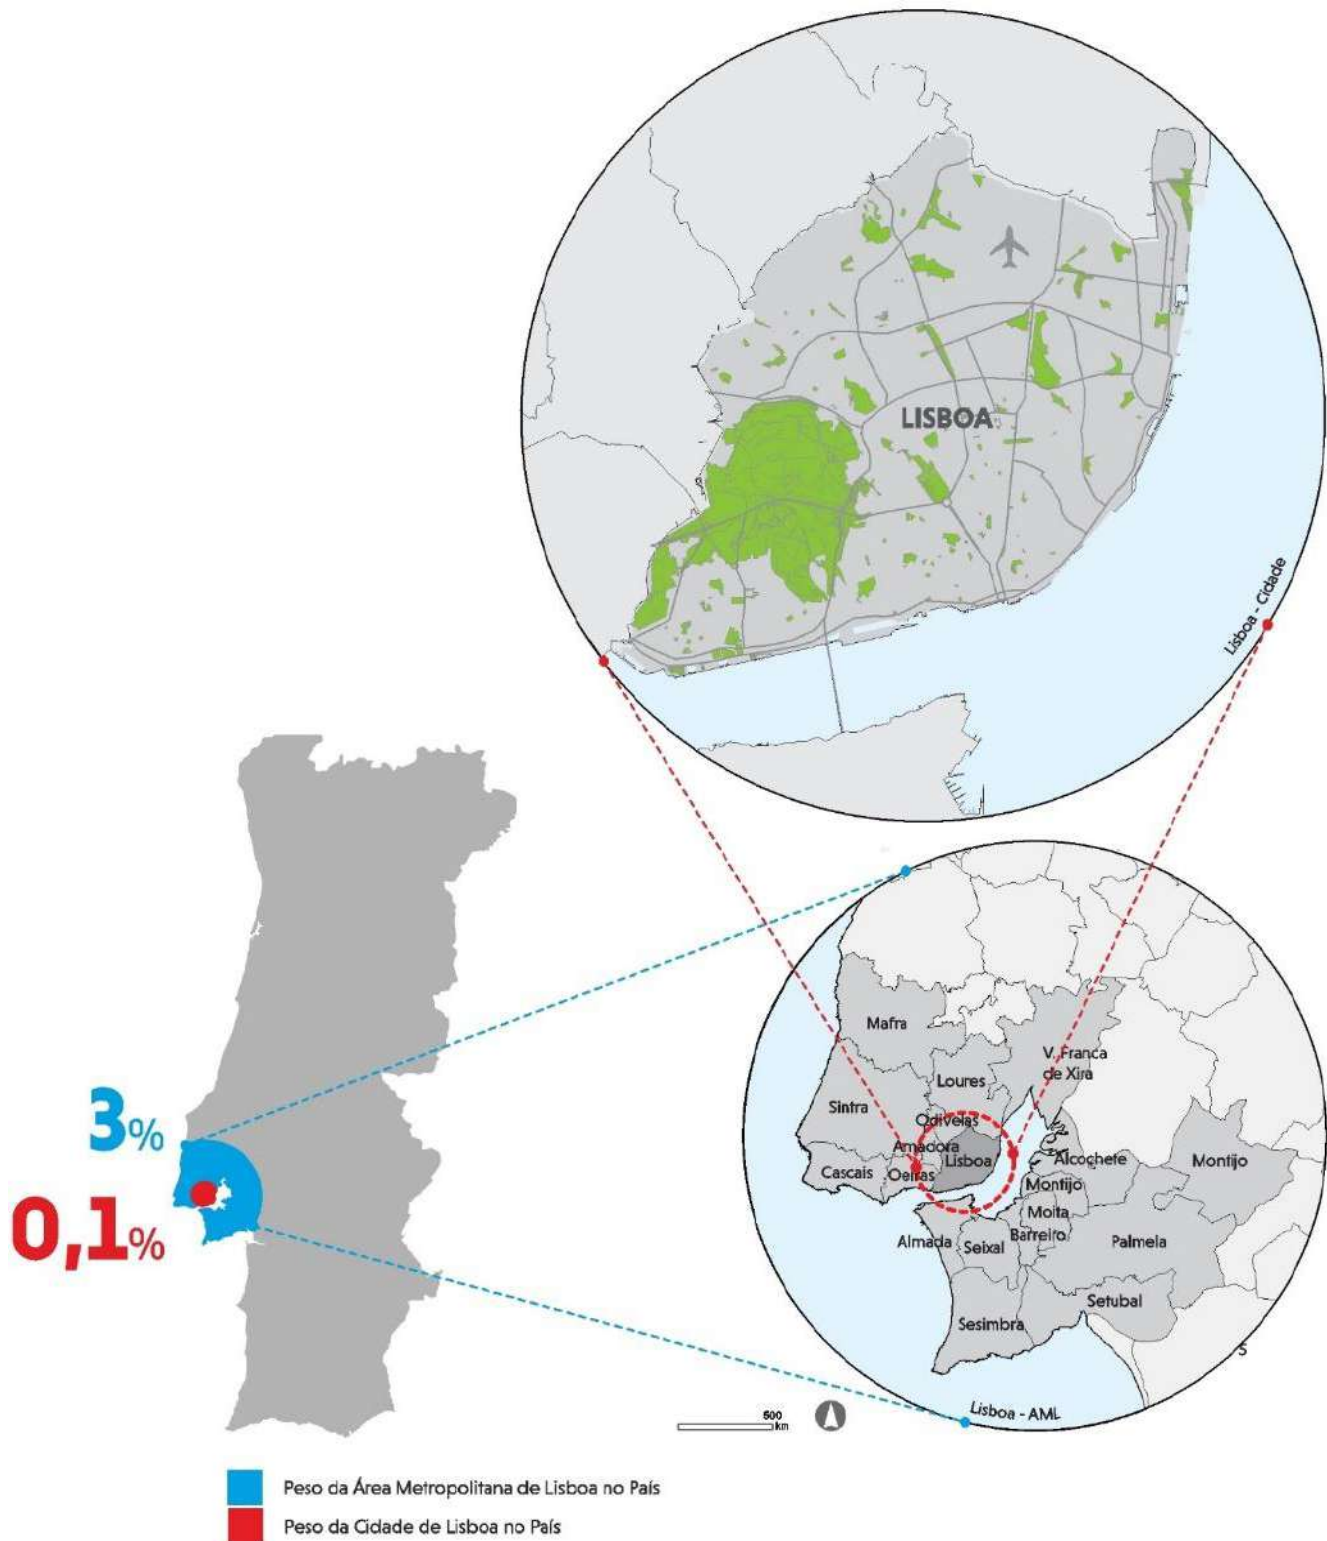 LISBOA
Lisboa - Cidade
Mafra
V. Franca
de Xira
Loures
Sintra
Odivelas
Amadora
Lisboa
Cascais
Oeiras
Alcochete
Montijo
Montijo
Moita
Barreiro
Almada
Seixal
Palmela
Setubal
Sesimbra
S
Lisboa - AML
3%
0,1%
500
km
Peso da Área Metropolitana de Lisboa no País
Peso da Cidade de Lisboa no País